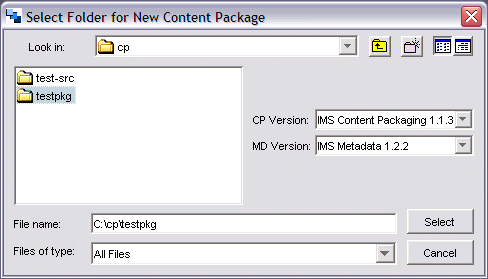 Select Folder for New Content Package
Look in: cp
test-src
testpkg
CP Version: IMS Content Packaging 1.1.3
MD Version: IMS Metadata 1.2.2
File name: C:\cp\testpkg Select
Files of type: All Files Cancel